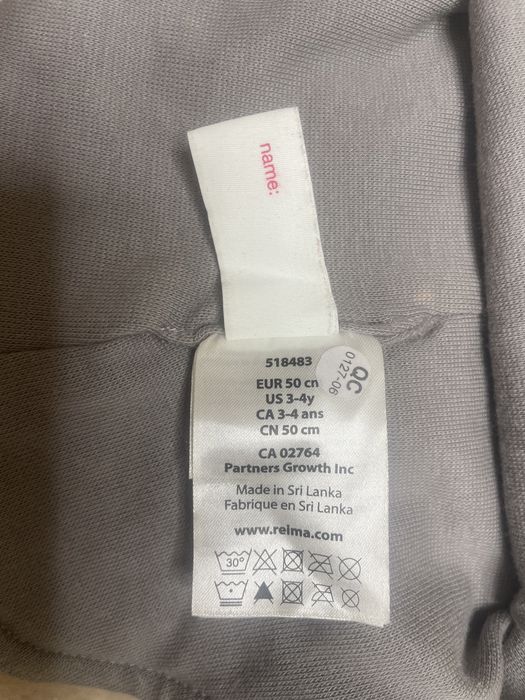 name:
518483
EUR 50 cm
US 3-4y
CA 3-4 ans
CN 50 cm
QC
0127-06
CA 02764
Partners Growth Inc
Made in Sri Lanka
Fabrique en Sri Lanka
www.reima.com
30°